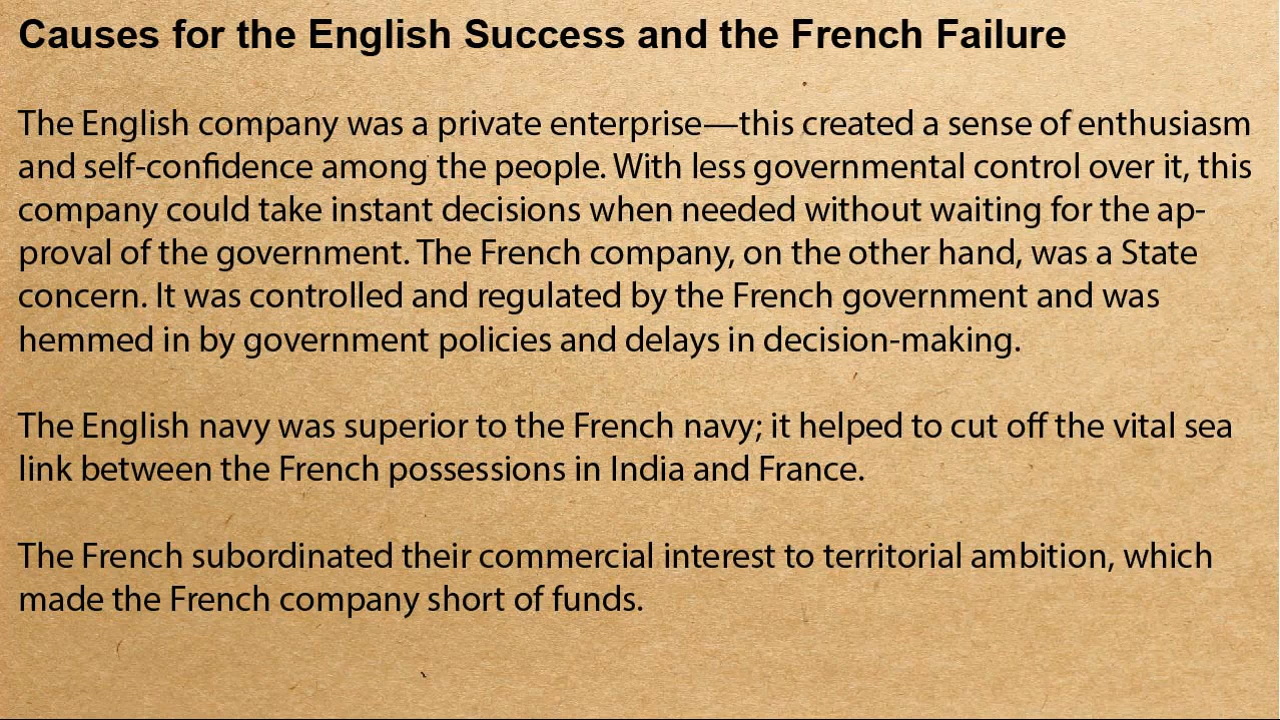 Causes for the English Success and the French Failure
The English company was a private enterprise—this created a sense of enthusiasm
and self-confidence among the people. With less governmental control over it, this
company could take instant decisions when needed without waiting for the ap-
proval of the government. The French company, on the other hand, was a State
concern. It was controlled and regulated by the French government and was
hemmed in by government policies and delays in decision-making.
The English navy was superior to the French navy; it helped to cut off the vital sea
link between the French possessions in India and France.
The French subordinated their commercial interest to territorial ambition, which
made the French company short of funds.